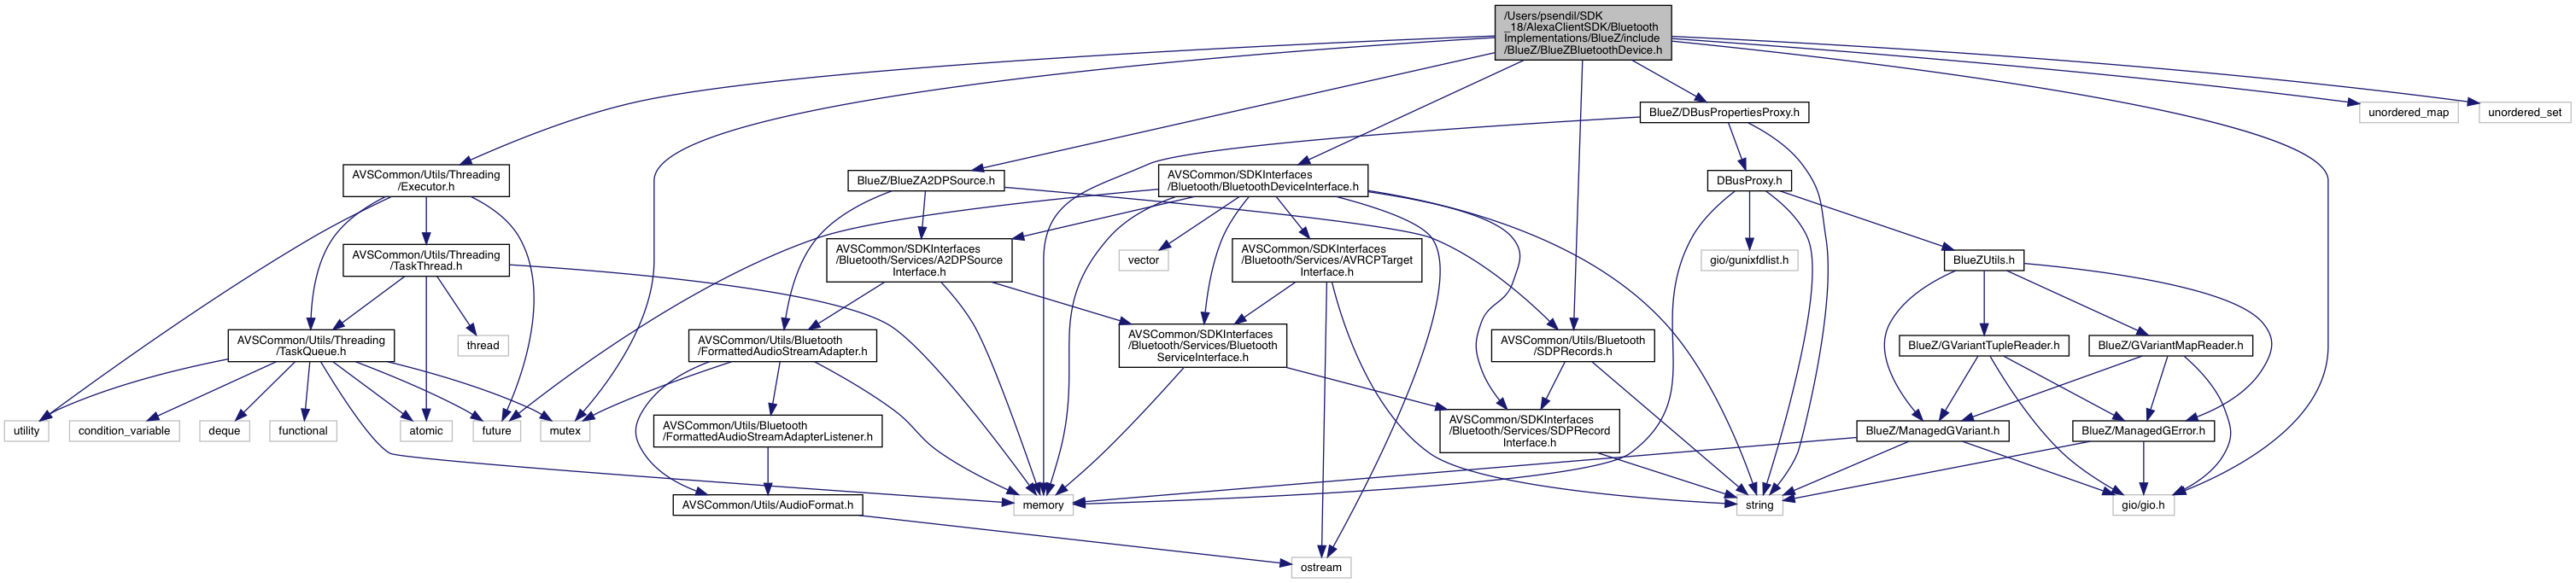 /Users/psendil/SDK
_18/AlexaClientSDK/Bluetooth
Implementations/BlueZ/include
/BlueZ/BlueZBluetoothDevice.h
BlueZ/DBusPropertiesProxy.h
unordered_map
unordered_set
AVSCommon/Utils/Threading
/Executor.h
BlueZ/BlueZA2DPSource.h
AVSCommon/SDKInterfaces
/Bluetooth/BluetoothDeviceInterface.h
DBusProxy.h
AVSCommon/Utils/Threading
/TaskThread.h
AVSCommon/SDKInterfaces
/Bluetooth/Services/A2DPSource
Interface.h
vector
AVSCommon/SDKInterfaces
/Bluetooth/Services/AVRCPTarget
Interface.h
gio/gunixfdlist.h
BlueZUtils.h
AVSCommon/Utils/Threading
/TaskQueue.h
thread
AVSCommon/Utils/Bluetooth
/FormattedAudioStreamAdapter.h
AVSCommon/SDKInterfaces
/Bluetooth/Services/Bluetooth
ServiceInterface.h
AVSCommon/Utils/Bluetooth
/SDPRecords.h
BlueZ/GVariantTupleReader.h
BlueZ/GVariantMapReader.h
utility
condition_variable
deque
functional
atomic
future
mutex
AVSCommon/Utils/Bluetooth
/FormattedAudioStreamAdapterListener.h
AVSCommon/SDKInterfaces
/Bluetooth/Services/SDPRecord
Interface.h
BlueZ/ManagedGVariant.h
BlueZ/ManagedGError.h
AVSCommon/Utils/AudioFormat.h
memory
string
gio/gio.h
ostream